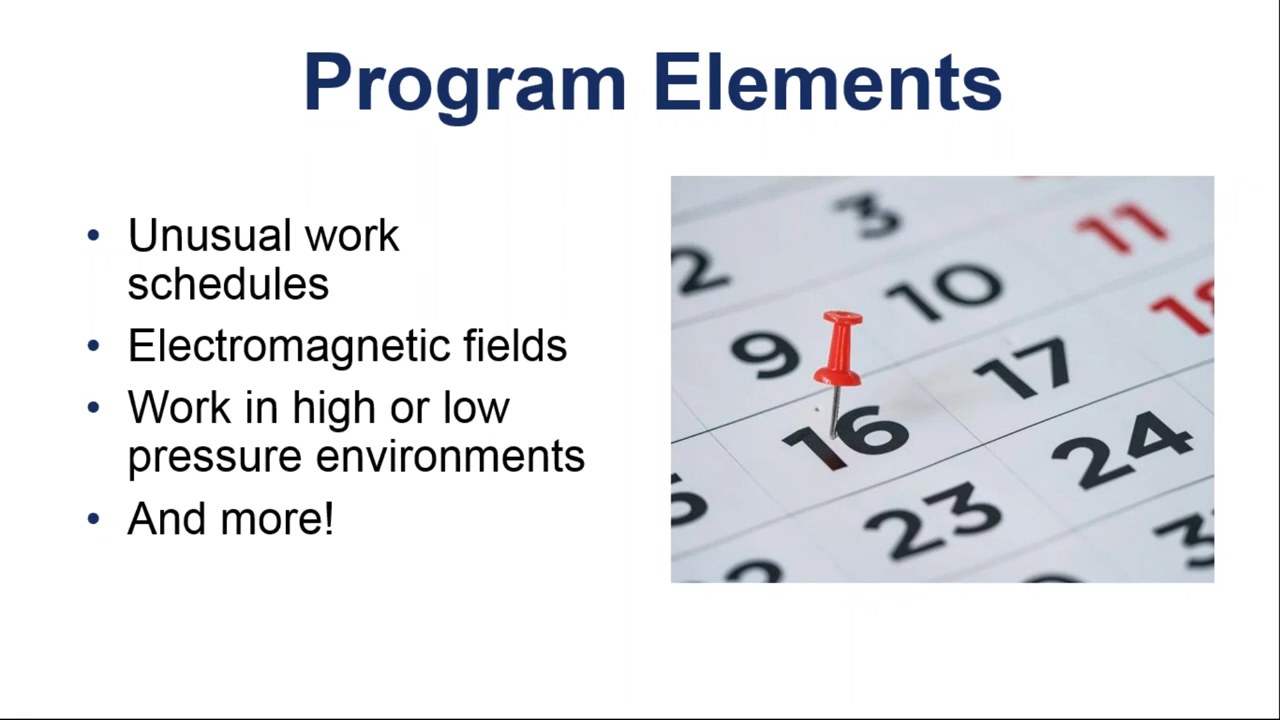 Program Elements
• Unusual work
schedules
• Electromagnetic fields
• Work in high or low
pressure environments
• And more!
3
11
2
10
18
9
17
16
24
23